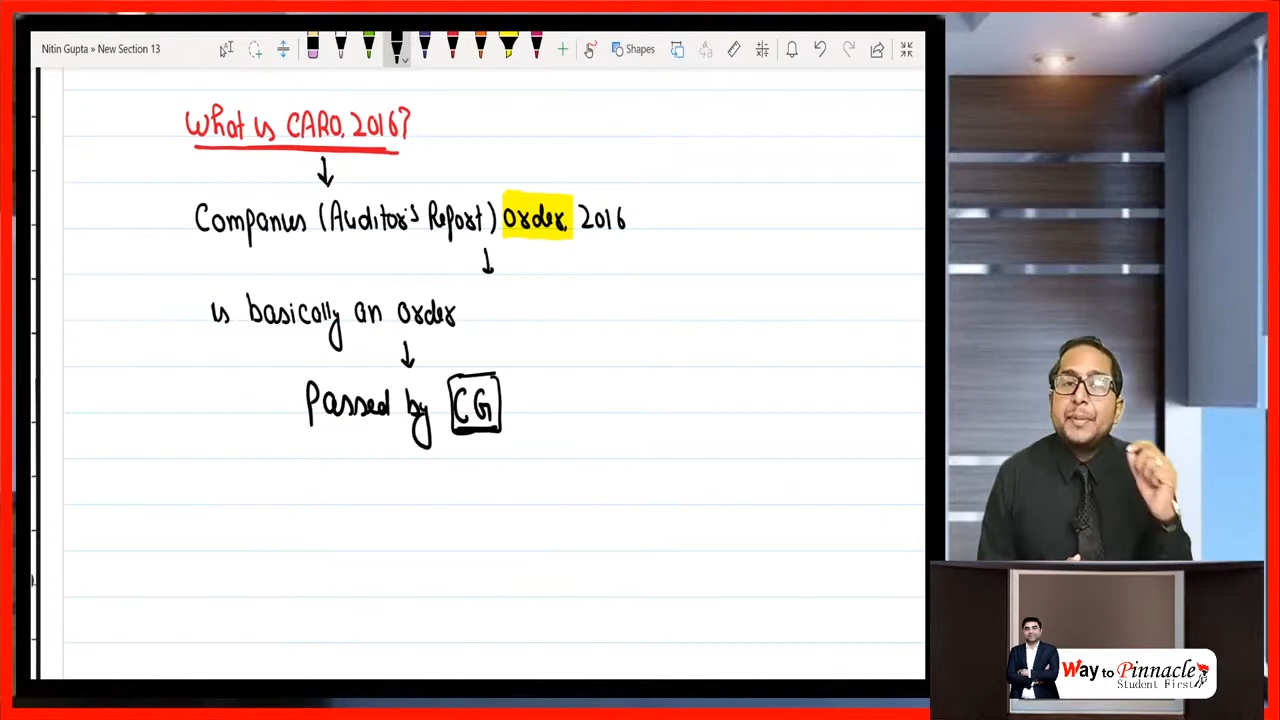 Nitin Gupta » New Section 13
Shapes
What is CARO, 2016?
Companies (Auditor's Report) Order, 2016
is basically an order
Passed by CG
Way to Pinnacle
Student First